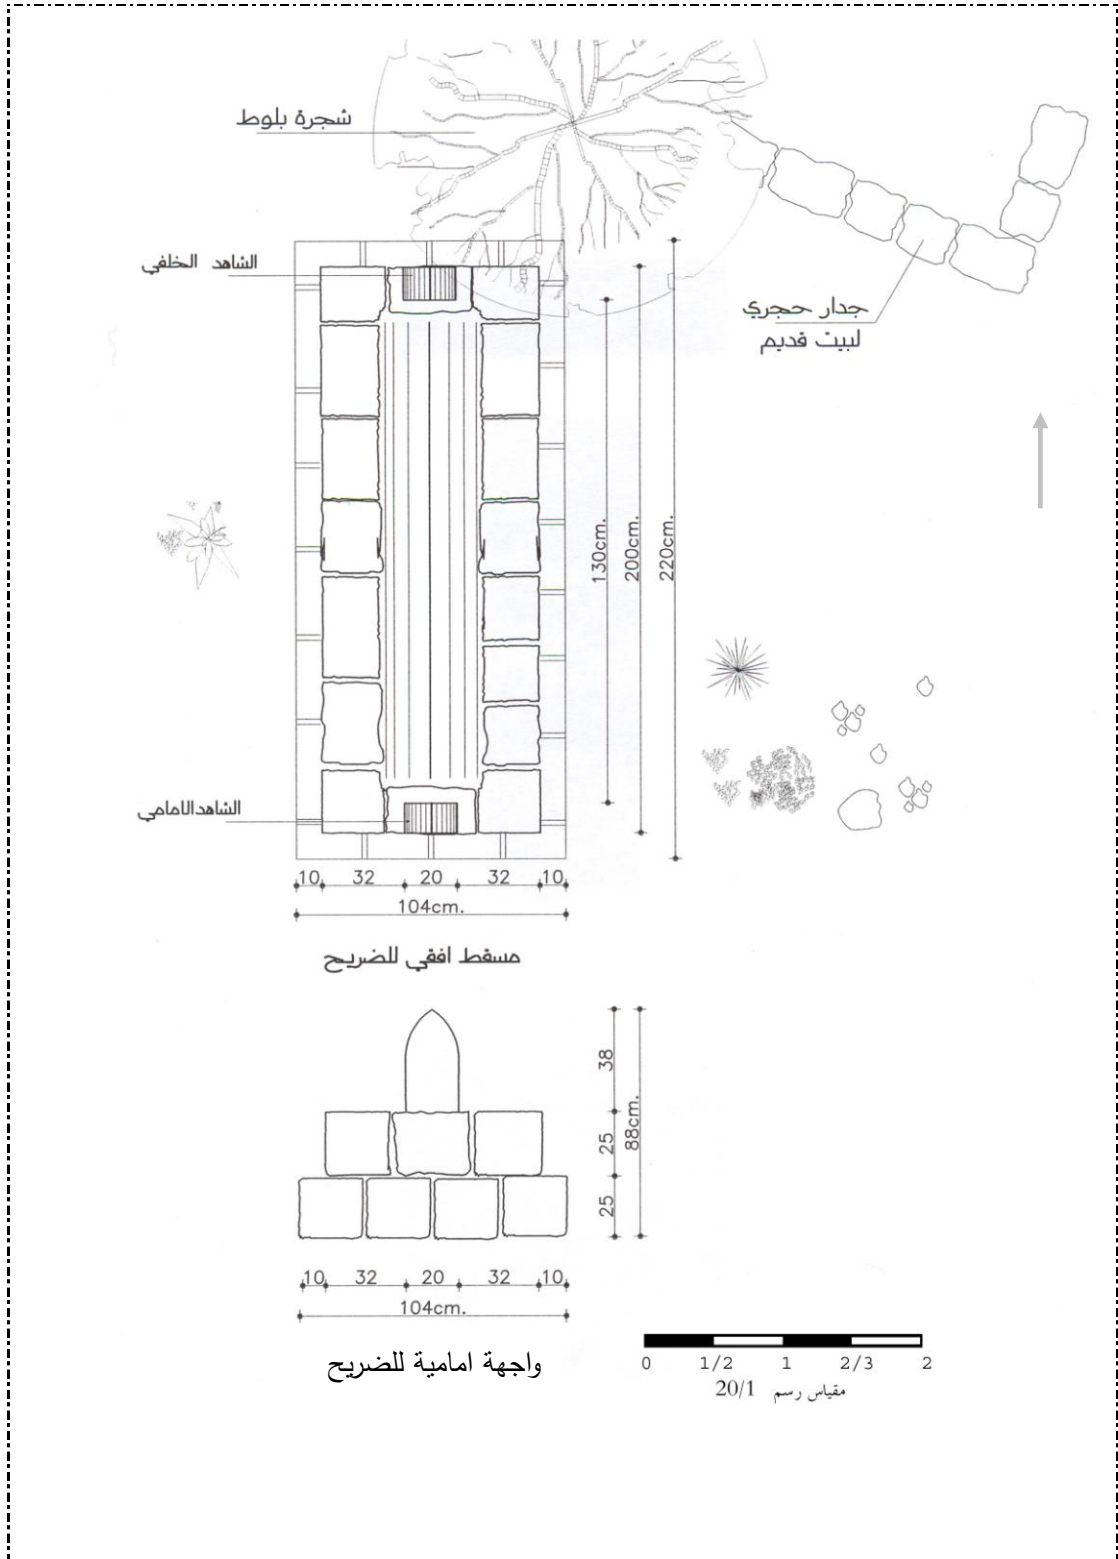 شجرة بلوط
الشاهد الخلفي
جدار حجري
لبيت قديم
130cm.
200cm.
220cm.
الشاهد الامامي
10 32 20 32 10
104cm.
مسقط افقي للضريح
38
25
25
88cm.
10 32 20 32 10
104cm.
واجهة امامية للضريح
0 1/2 1 2/3 2
مقياس رسم 20/1